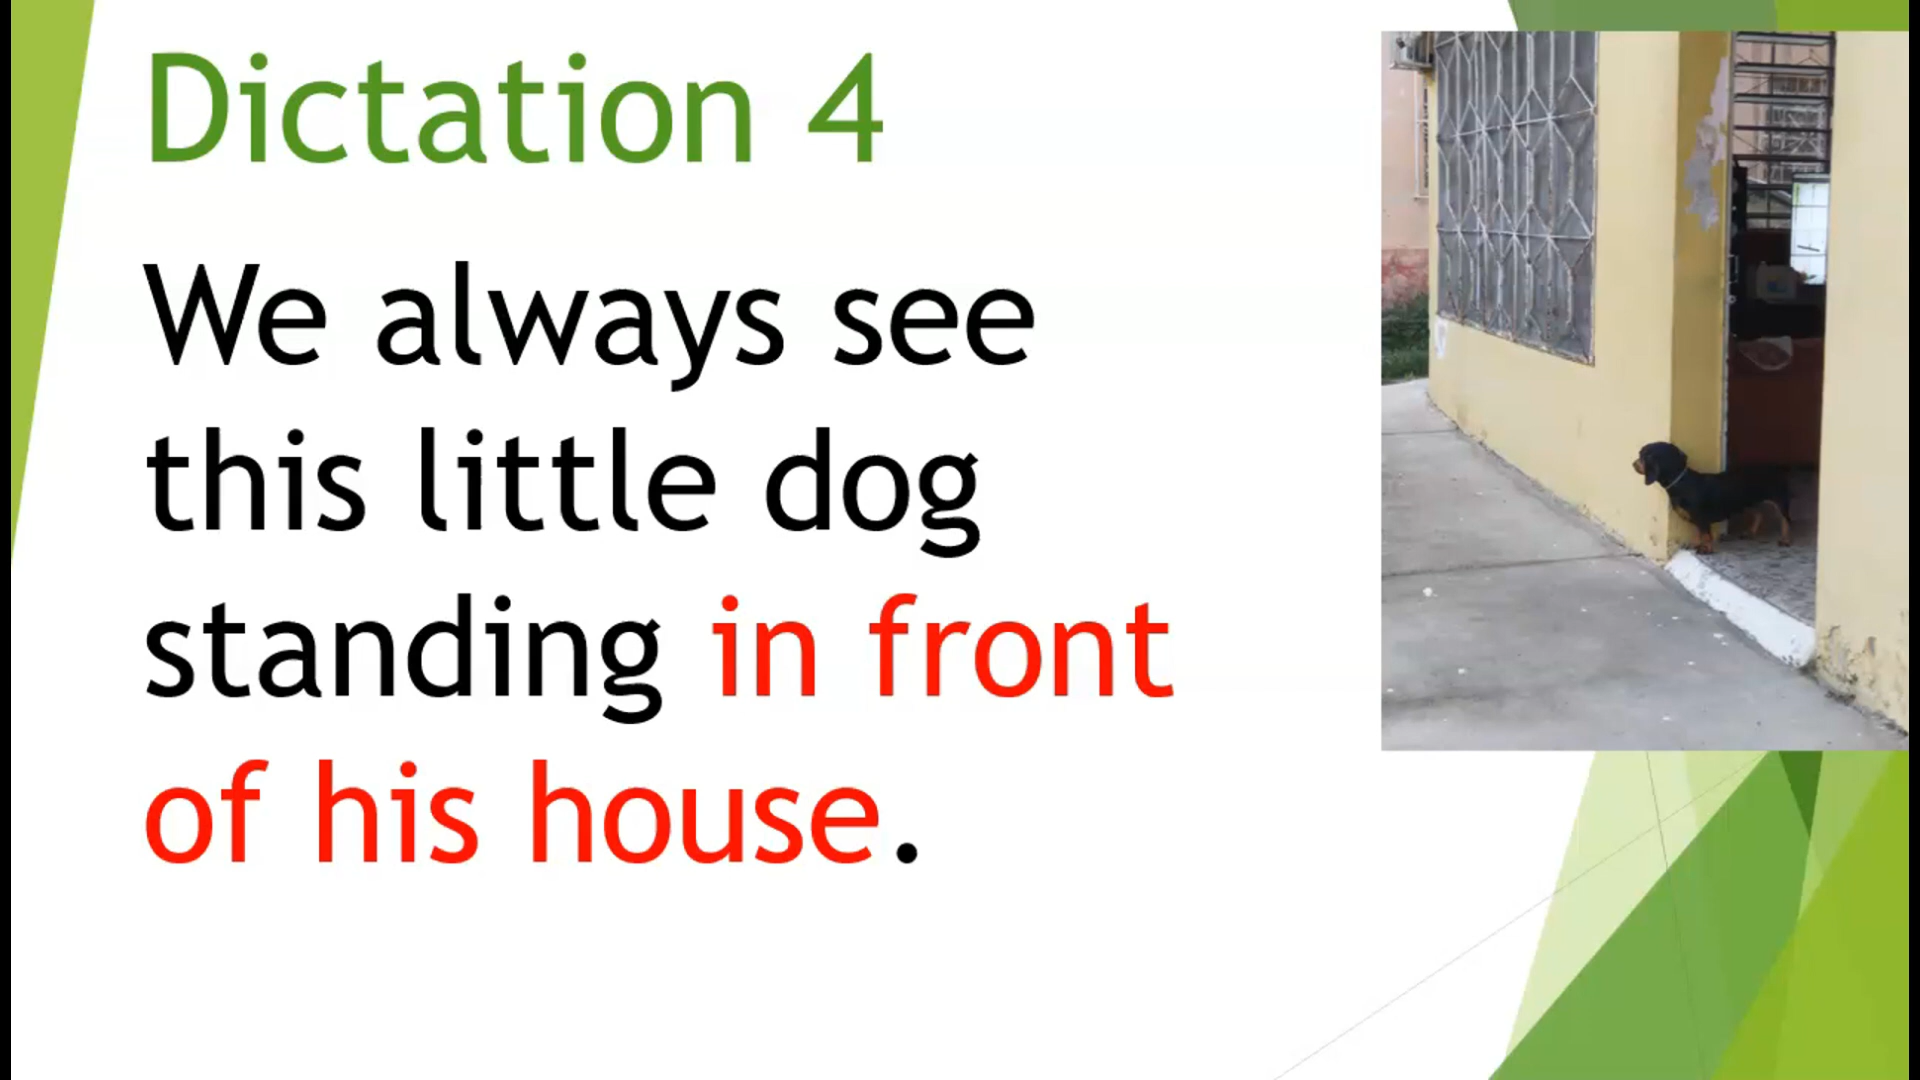 Dictation 4
We always see
this little dog
standing in front
of his house.